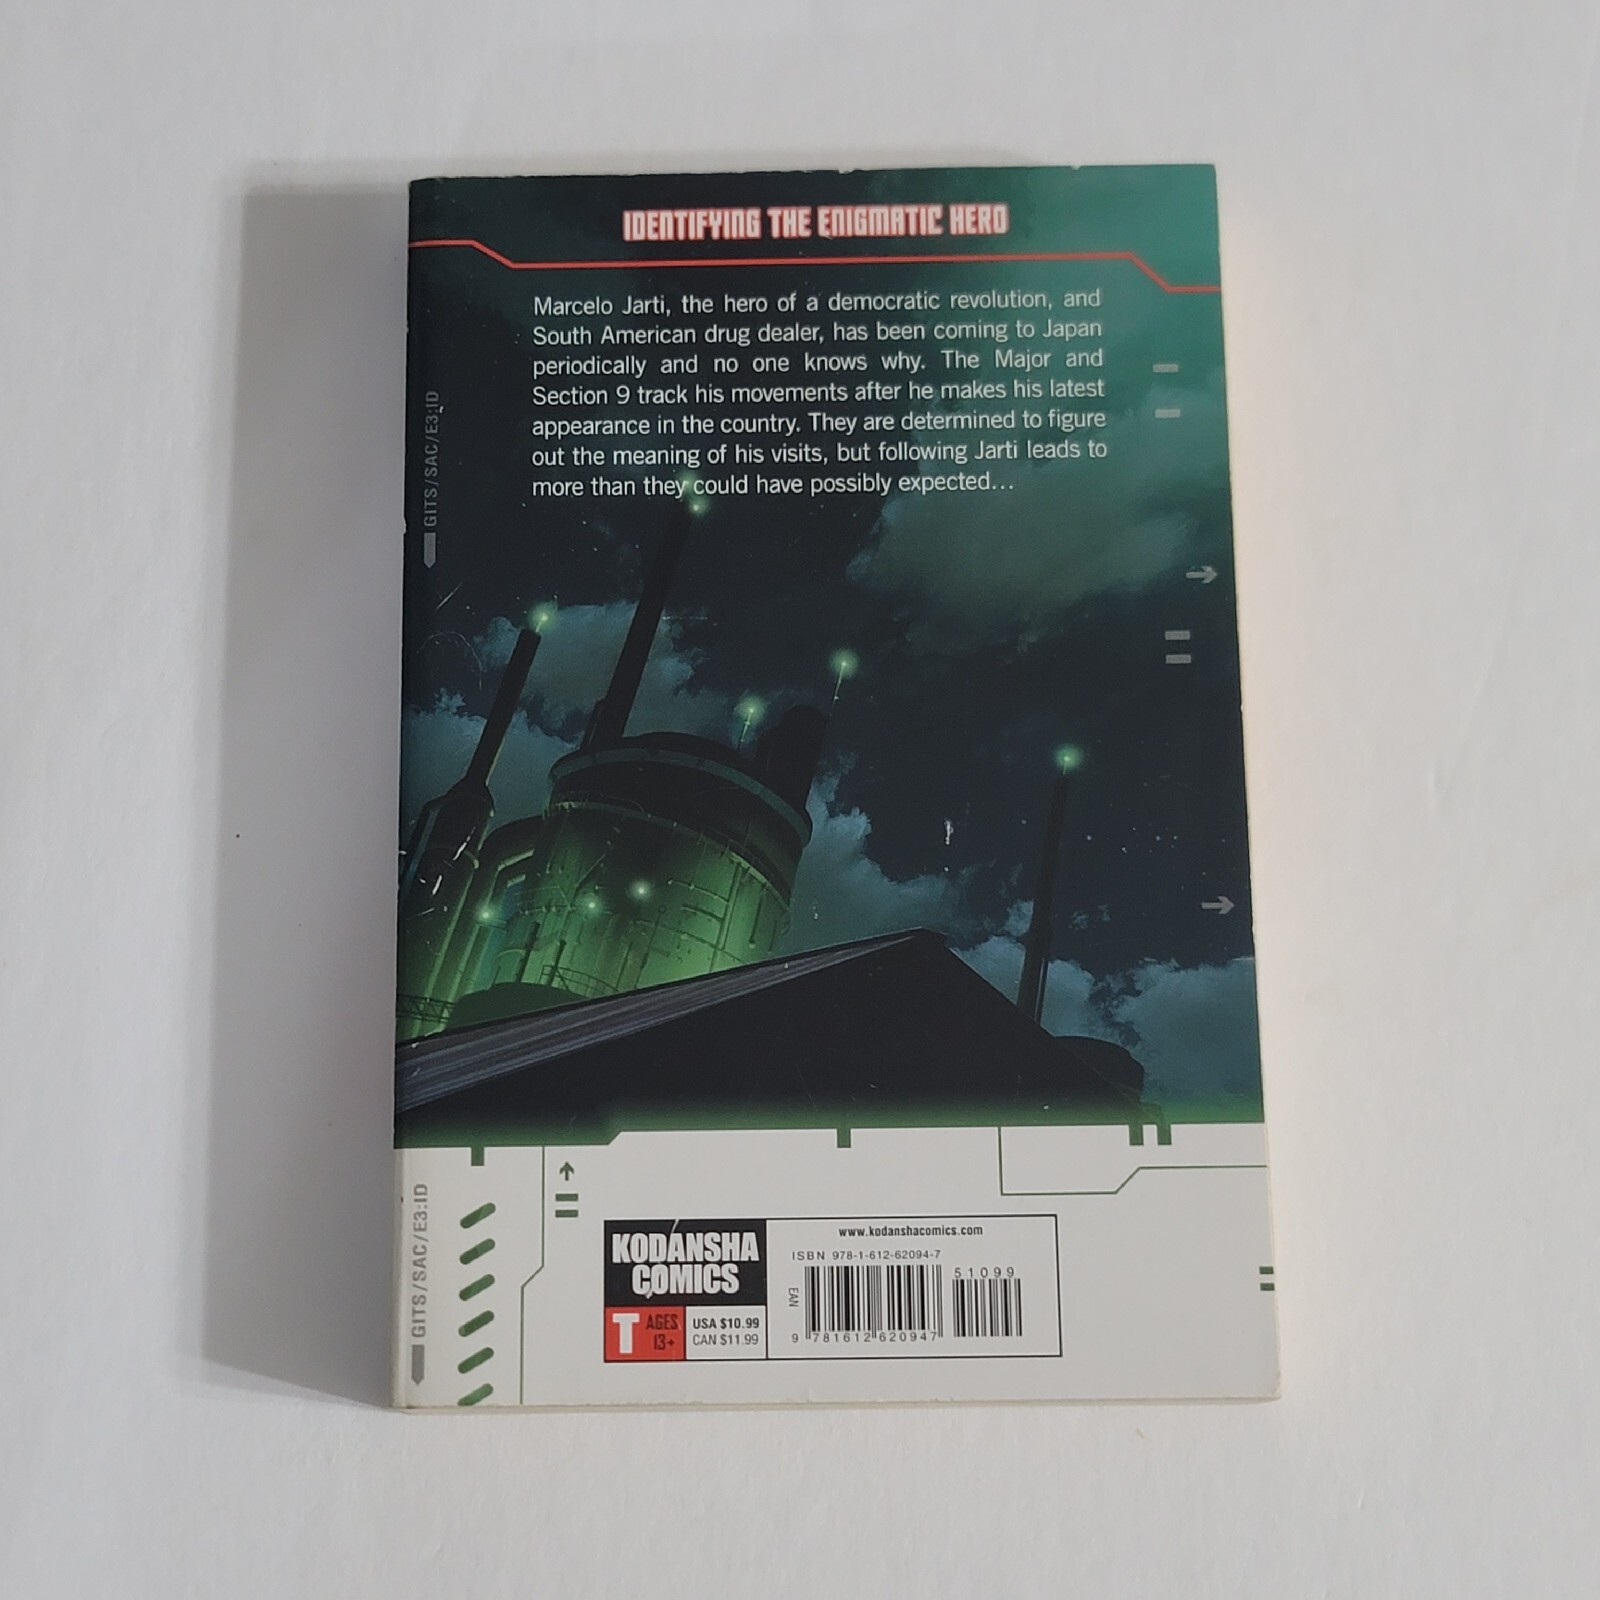 IDENTIFYING THE ENIGMATIC HERO
Marcelo Jarti, the hero of a democratic revolution, and
South American drug dealer, has been coming to Japan
periodically and no one knows why. The Major and
Section 9 track his movements after he makes his latest
appearance in the country. They are determined to figure
out the meaning of his visits, but following Jarti leads to
more than they could have possibly expected...
GITS/SAC/E3:ID
GITS/SAC/E3:ID
KODANSHA
COMICS
T AGES
13+
USA $10.99
CAN $11.99
www.kodanshacomics.com
ISBN 978-1-612-62094-7
51099
EAN
9 781612 620947